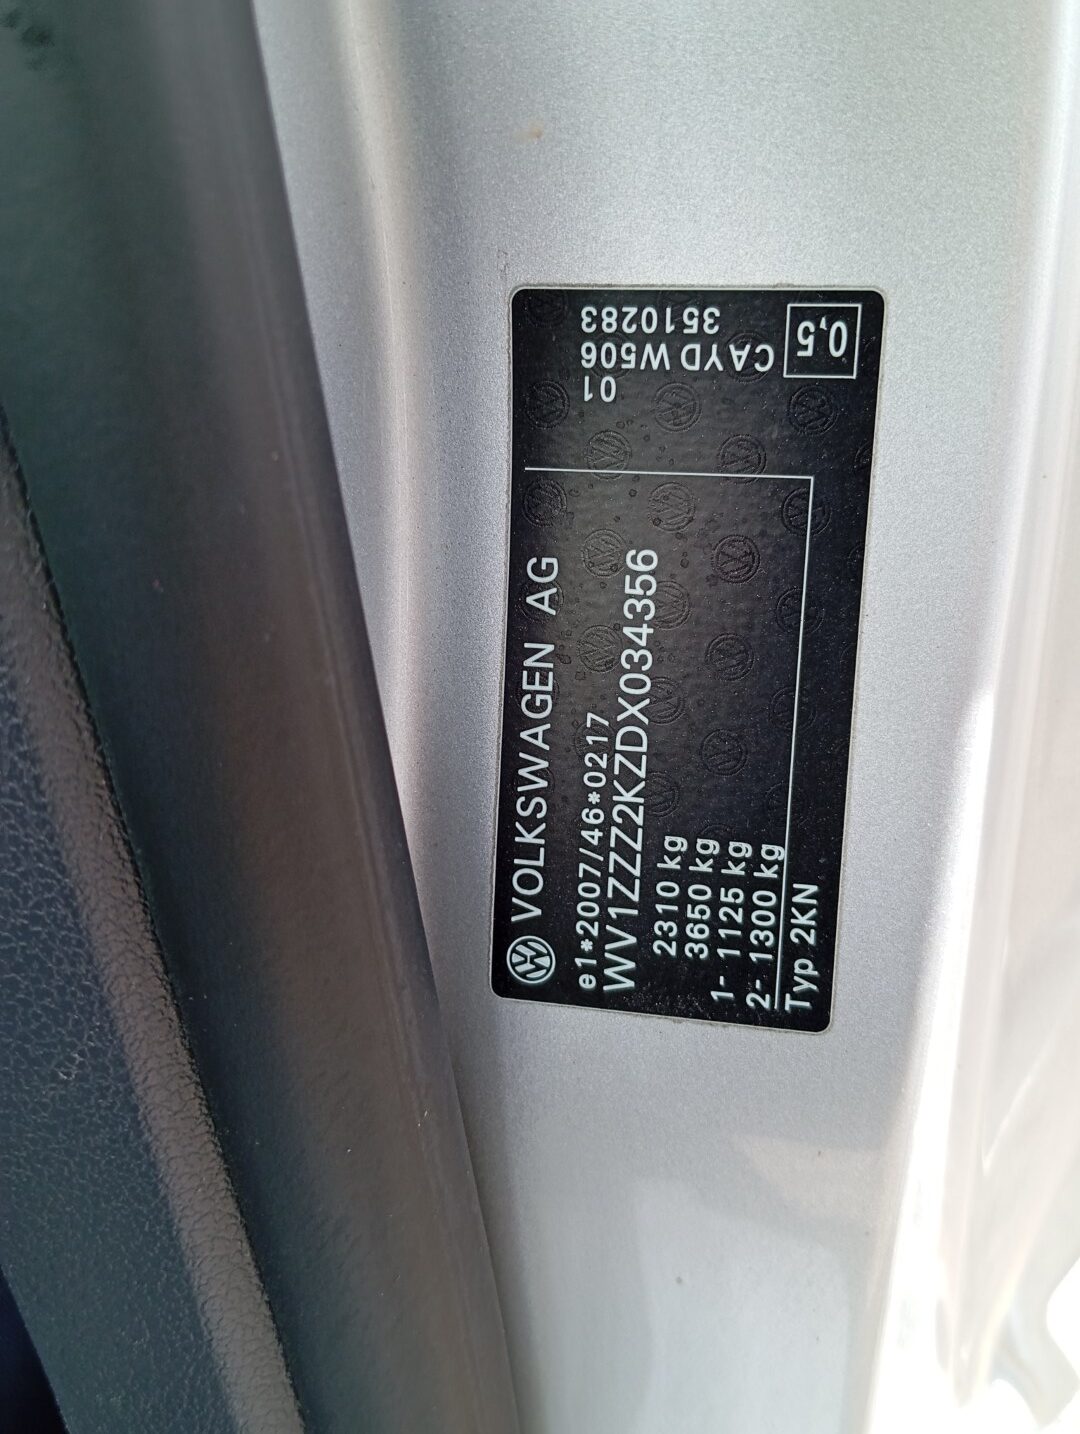 VOLKSWAGEN AG
e1*2007/46*0217
WV1ZZZ2KZDX034356
2310 kg
3650 kg
1- 1125 kg
2- 1300 kg
Typ 2KN
01
3510283
CAYD W506
0,5